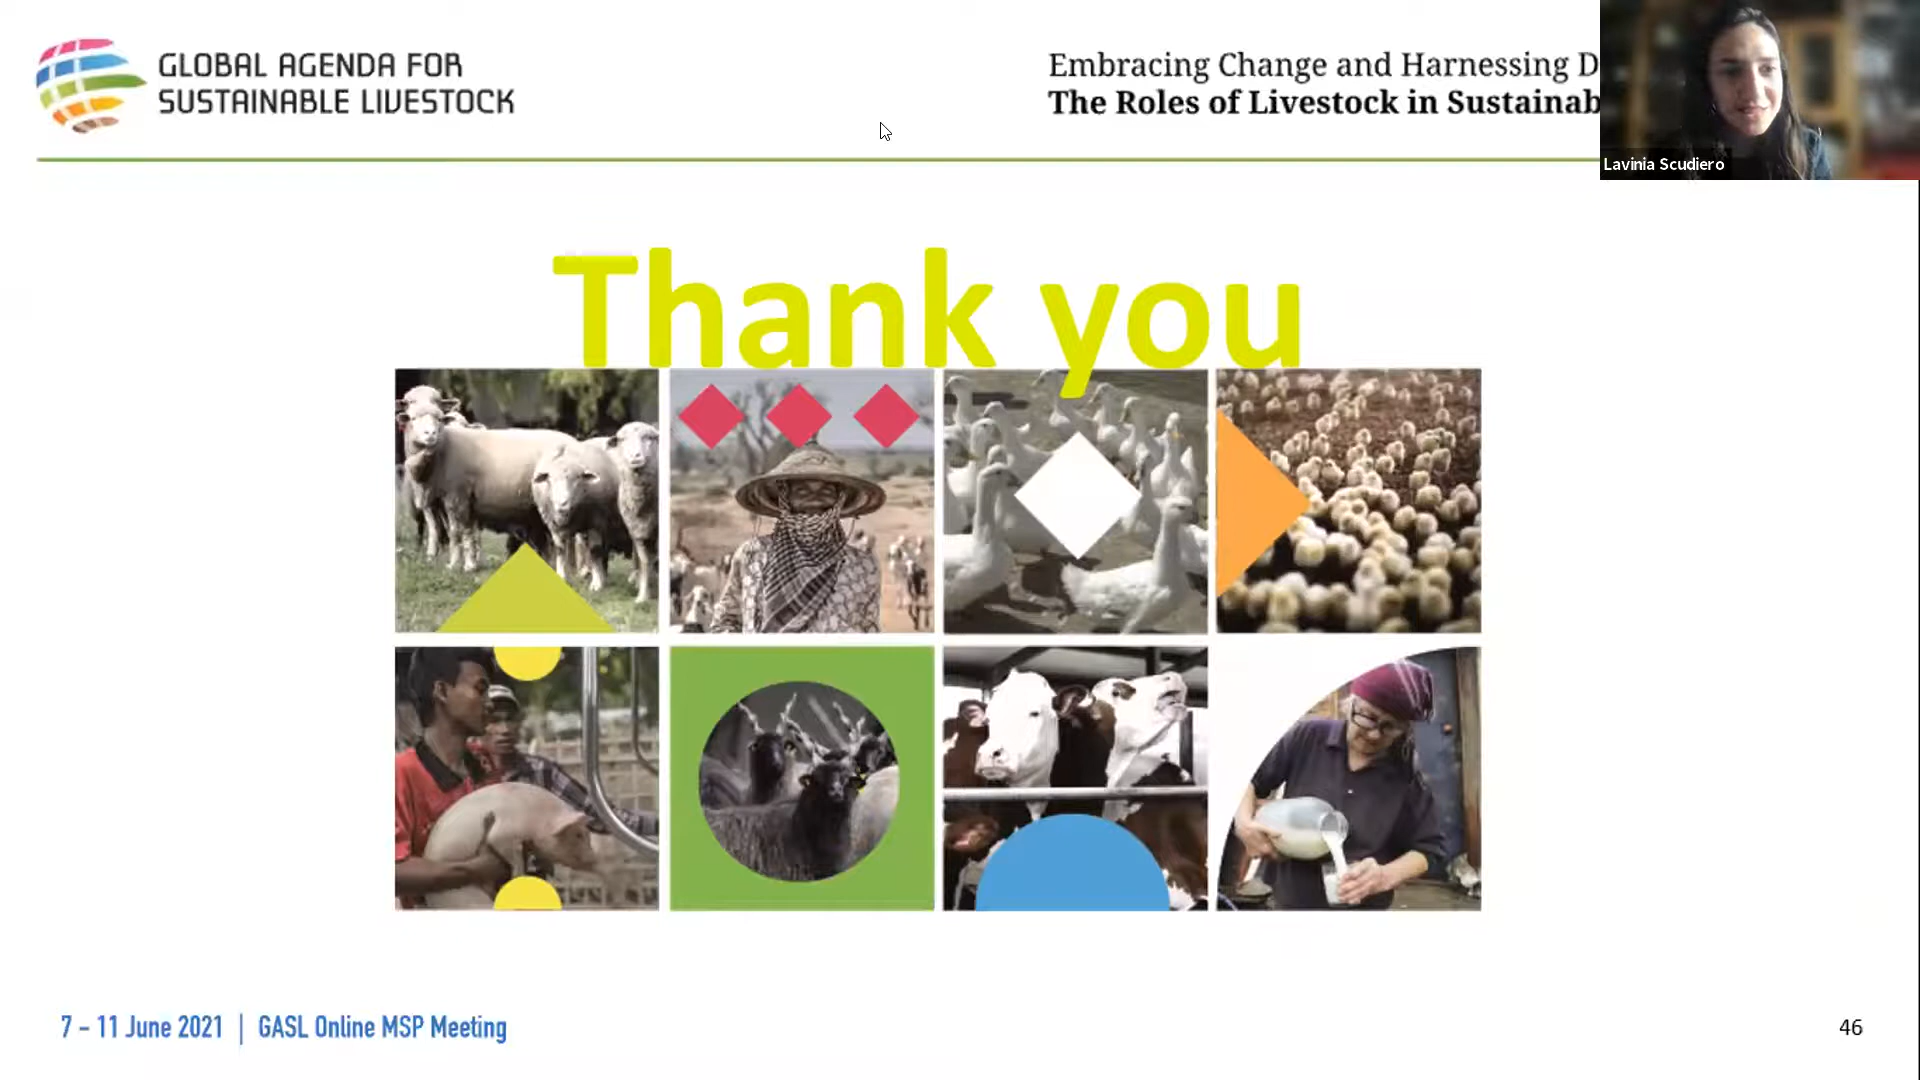 GLOBAL AGENDA FOR
SUSTAINABLE LIVESTOCK
Embracing Change and Harnessing D
The Roles of Livestock in Sustainab
Lavinia Scudiero
Thank you
7 – 11 June 2021 | GASL Online MSP Meeting
46